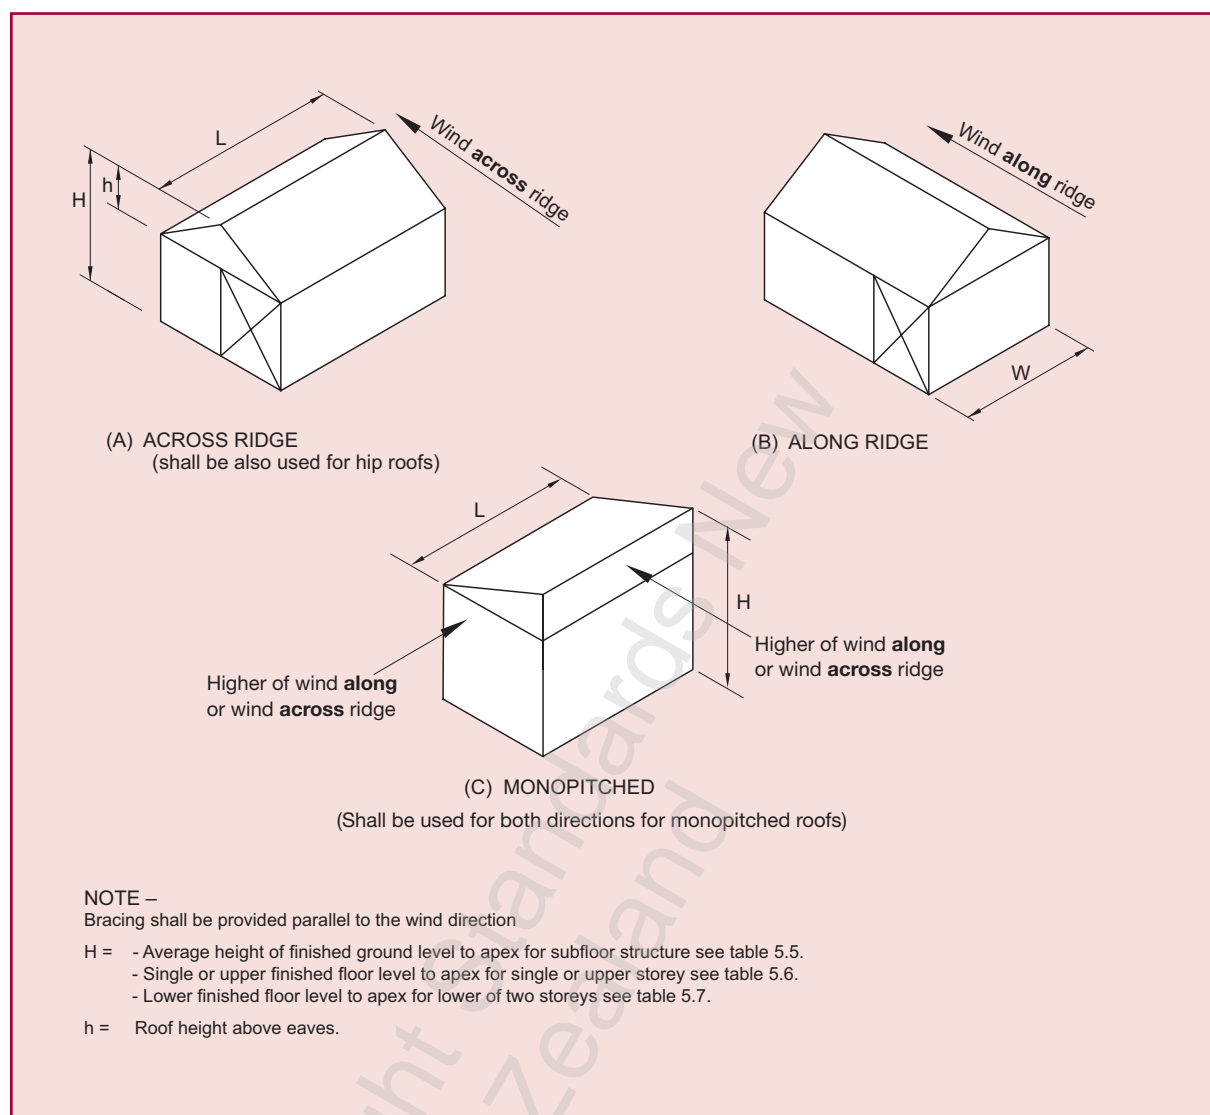 L
H
h
Wind across ridge
Wind along ridge
W
(A) ACROSS RIDGE
(shall be also used for hip roofs)
(B) ALONG RIDGE
L
H
Higher of wind along
or wind across ridge
Higher of wind along
or wind across ridge
(C) MONOPITCHED
(Shall be used for both directions for monopitched roofs)
NOTE –
Bracing shall be provided parallel to the wind direction
H = - Average height of finished ground level to apex for subfloor structure see table 5.5.
- Single or upper finished floor level to apex for single or upper storey see table 5.6.
- Lower finished floor level to apex for lower of two storeys see table 5.7.
h = Roof height above eaves.
ght Standards New
Zealand